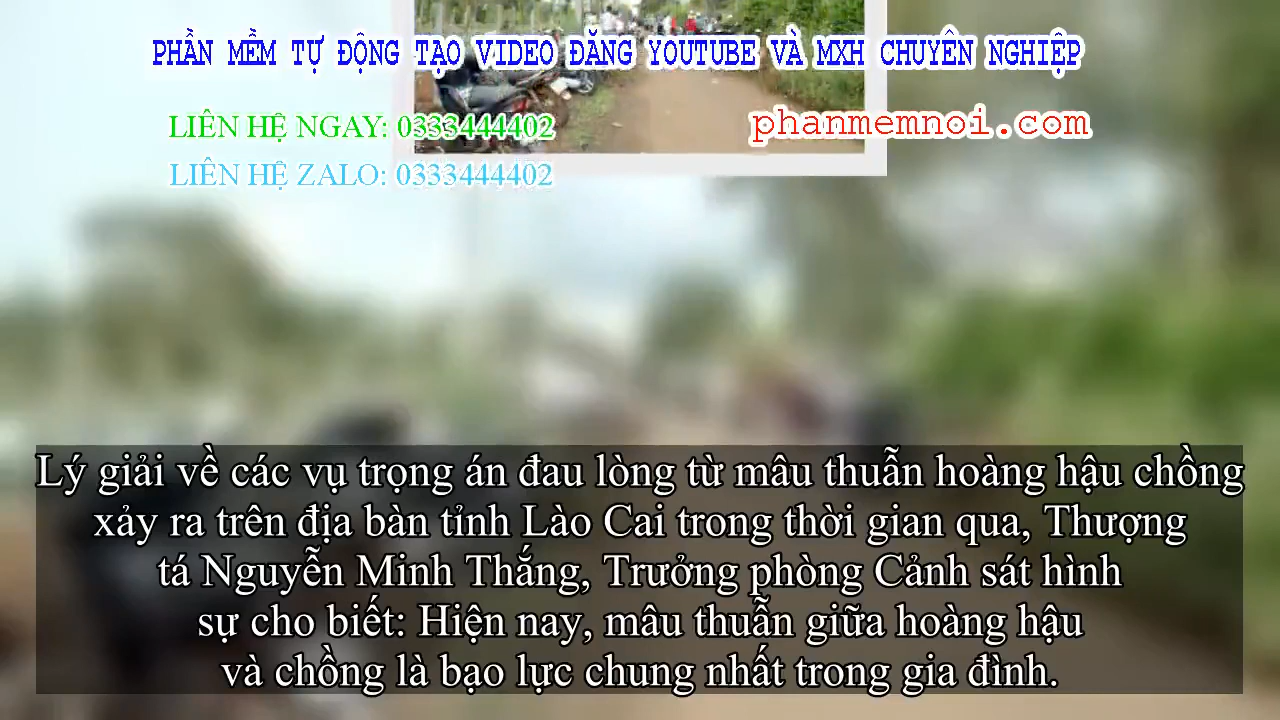 PHẦN MỀM TỰ ĐỘNG TẠO VIDEO ĐĂNG YOUTUBE VÀ MXH CHUYÊN NGHIỆP
LIÊN HỆ NGAY: 0333444402
phanmemnoi.com
LIÊN HỆ ZALO: 0333444402
Lý giải về các vụ trọng án đau lòng từ mâu thuẫn hoàng hậu chồng
xảy ra trên địa bàn tỉnh Lào Cai trong thời gian qua, Thượng
tá Nguyễn Minh Thắng, Trưởng phòng Cảnh sát hình
sự cho biết: Hiện nay, mâu thuẫn giữa hoàng hậu
và chồng là bạo lực chung nhất trong gia đình.